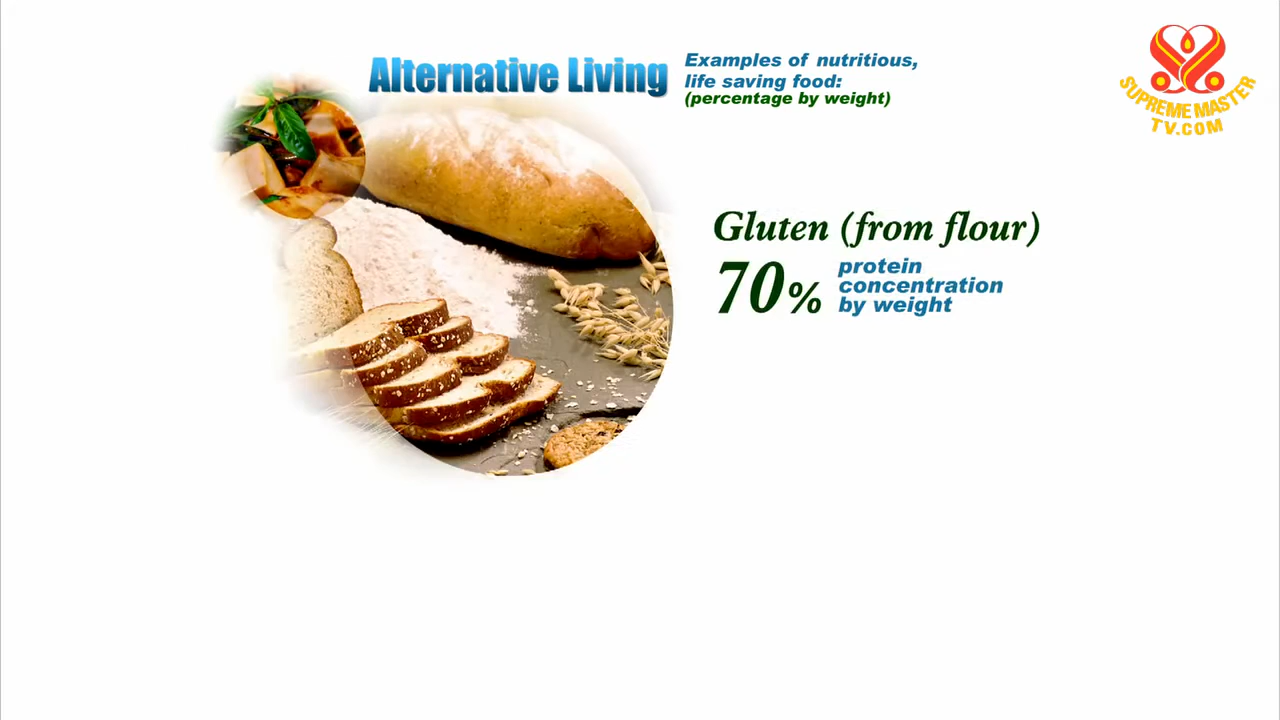 Alternative Living
Examples of nutritious,
life saving food:
(percentage by weight)
SUPREME MASTER
TV.COM
Gluten (from flour)
70%
protein
concentration
by weight